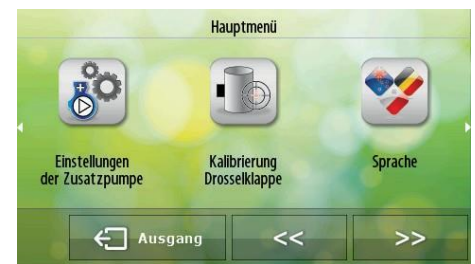 Hauptmenü
Einstellungen
der Zusatzpumpe
Kalibrierung
Drosselklappe
Sprache
Ausgang
<<
>>